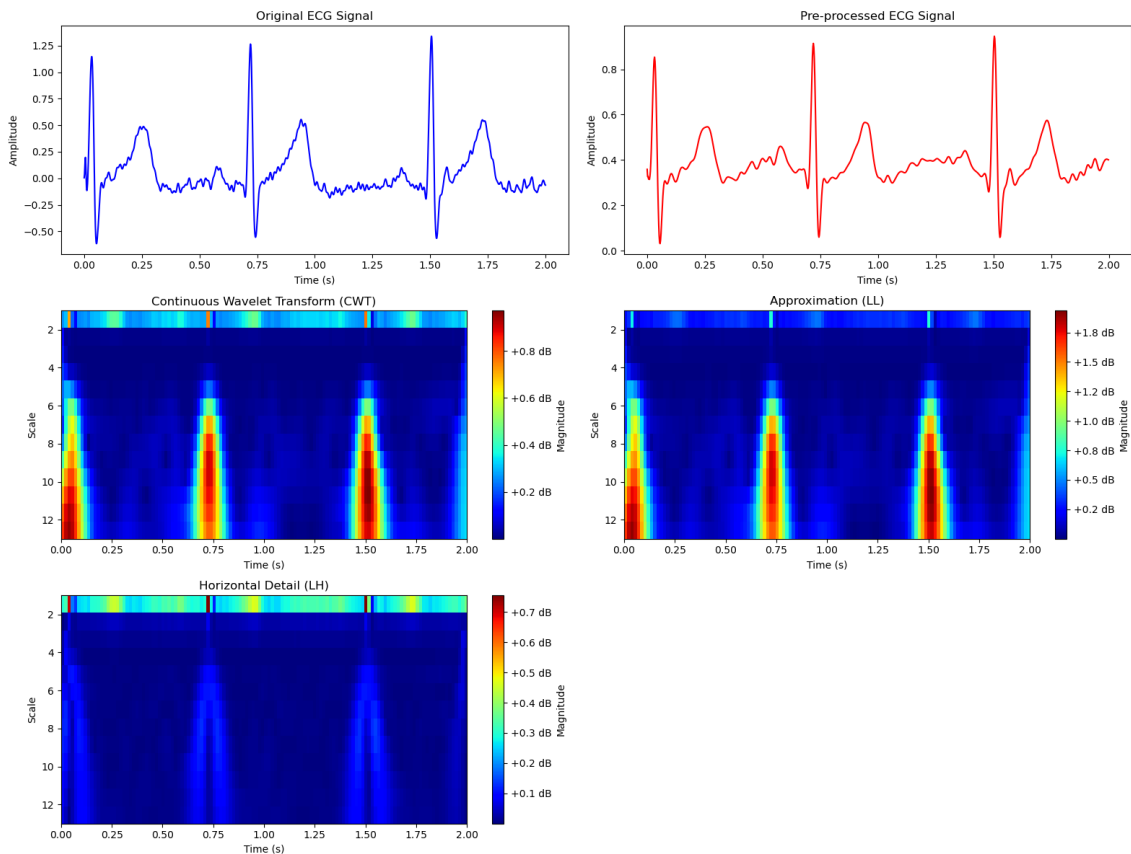 Original ECG Signal
Amplitude
1.25
1.00
0.75
0.50
0.25
0.00
−0.25
−0.50
0.00 0.25 0.50 0.75 1.00 1.25 1.50 1.75 2.00
Time (s)
Pre-processed ECG Signal
Amplitude
0.8
0.6
0.4
0.2
0.0
0.00 0.25 0.50 0.75 1.00 1.25 1.50 1.75 2.00
Time (s)
Continuous Wavelet Transform (CWT)
Scale
2
4
6
8
10
12
0.00 0.25 0.50 0.75 1.00 1.25 1.50 1.75 2.00
Time (s)
+0.8 dB
+0.6 dB
+0.4 dB
+0.2 dB
Magnitude
Approximation (LL)
Scale
2
4
6
8
10
12
0.00 0.25 0.50 0.75 1.00 1.25 1.50 1.75 2.00
Time (s)
+1.8 dB
+1.5 dB
+1.2 dB
+1.0 dB
+0.8 dB
+0.5 dB
+0.2 dB
Magnitude
Horizontal Detail (LH)
Scale
2
4
6
8
10
12
0.00 0.25 0.50 0.75 1.00 1.25 1.50 1.75 2.00
Time (s)
+0.7 dB
+0.6 dB
+0.5 dB
+0.4 dB
+0.3 dB
+0.2 dB
+0.1 dB
Magnitude